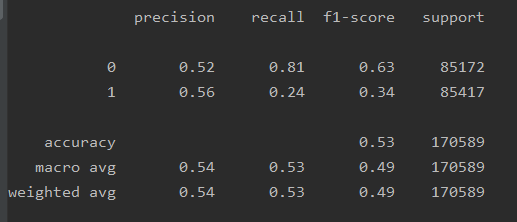 precision recall f1-score support
0 0.52 0.81 0.63 85172
1 0.56 0.24 0.34 85417
accuracy 0.53 170589
macro avg 0.54 0.53 0.49 170589
weighted avg 0.54 0.53 0.49 170589